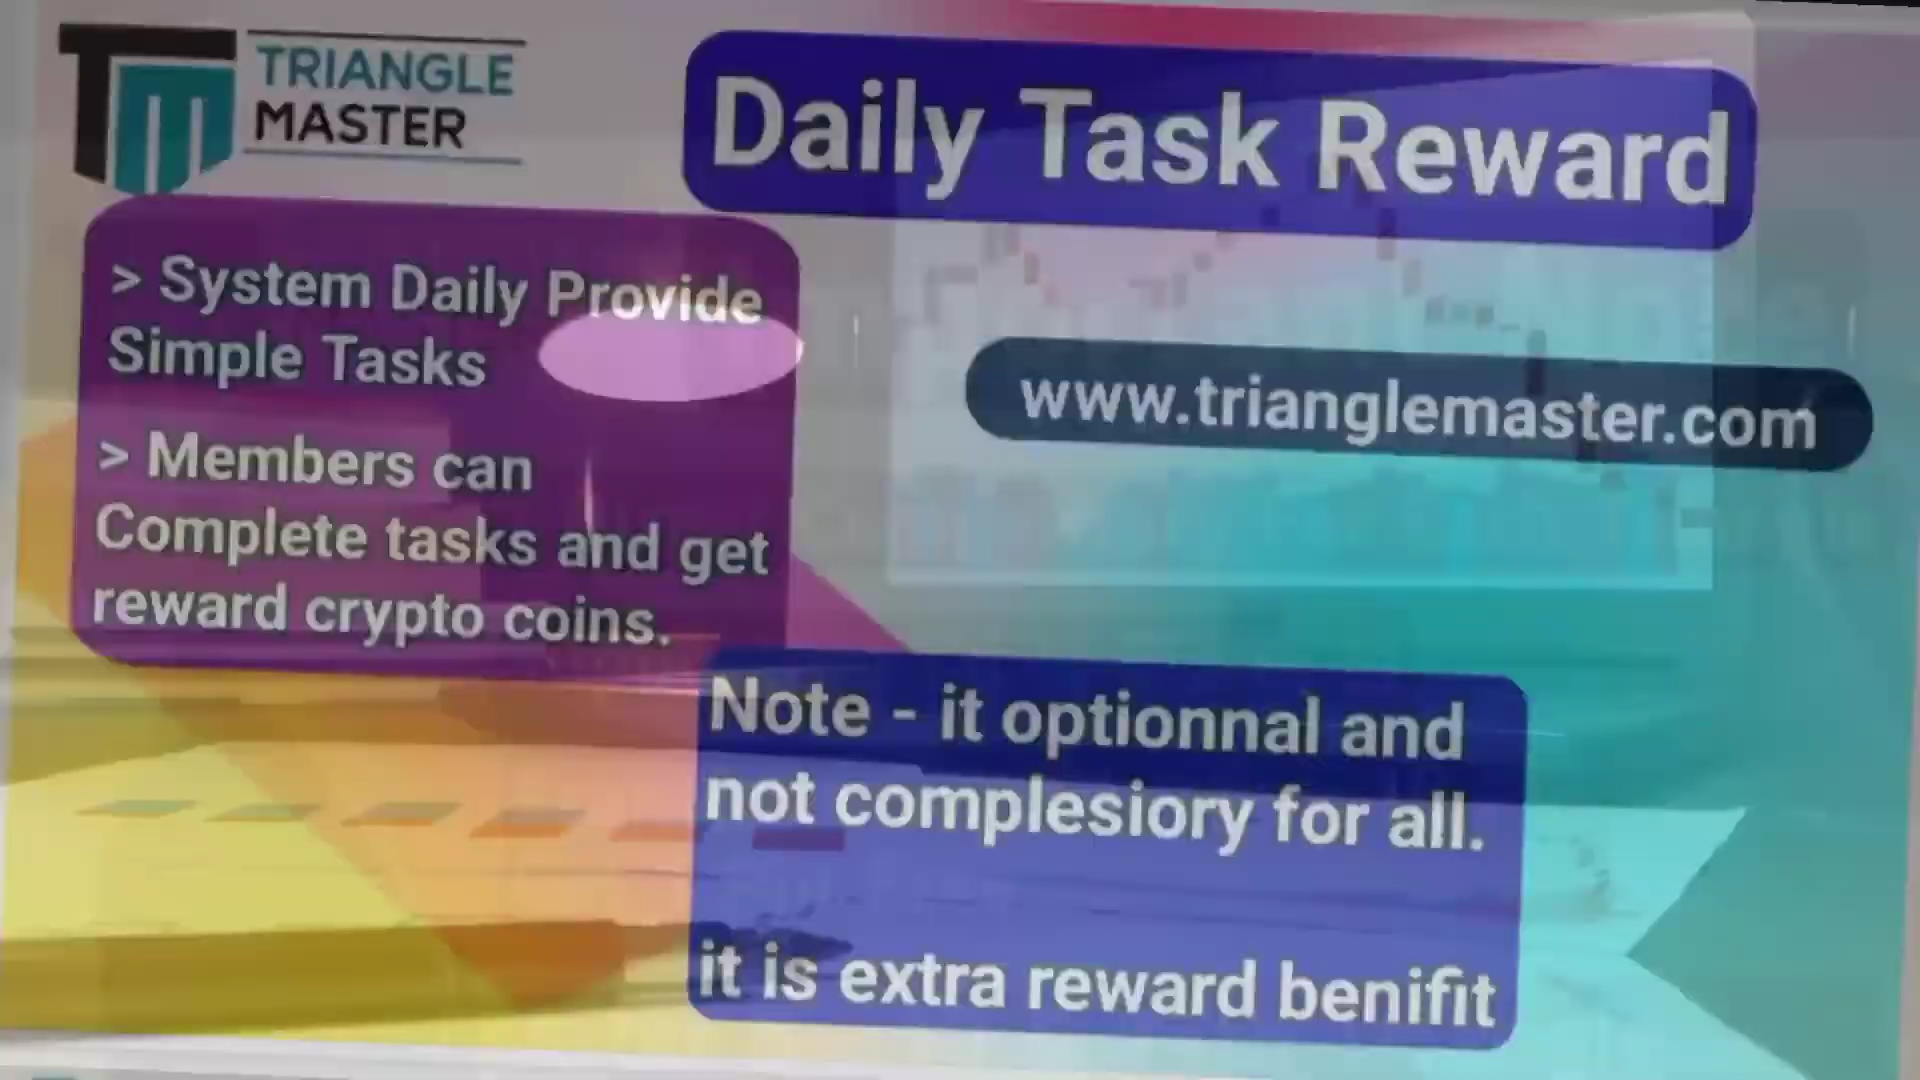 TRIANGLE
MASTER
Daily Task Reward
> System Daily Provide
Simple Tasks
> Members can
Complete tasks and get
reward crypto coins.
www.trianglemaster.com
Note - it optionnal and
not complesiory for all.
it is extra reward benifit